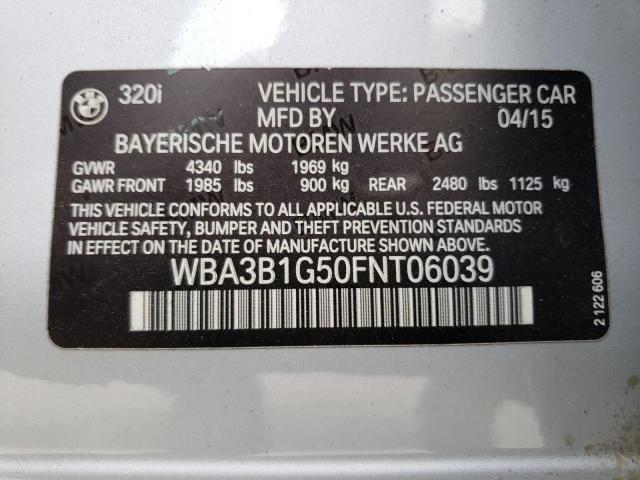 320i VEHICLE TYPE: PASSENGER CAR
MFD BY 04/15
BAYERISCHE MOTOREN WERKE AG
GVWR 4340 lbs 1969 kg
GAWR FRONT 1985 lbs 900 kg REAR 2480 lbs 1125 kg
THIS VEHICLE CONFORMS TO ALL APPLICABLE U.S. FEDERAL MOTOR
VEHICLE SAFETY, BUMPER AND THEFT PREVENTION STANDARDS
IN EFFECT ON THE DATE OF MANUFACTURE SHOWN ABOVE.
WBA3B1G50FNT06039
2 122 606